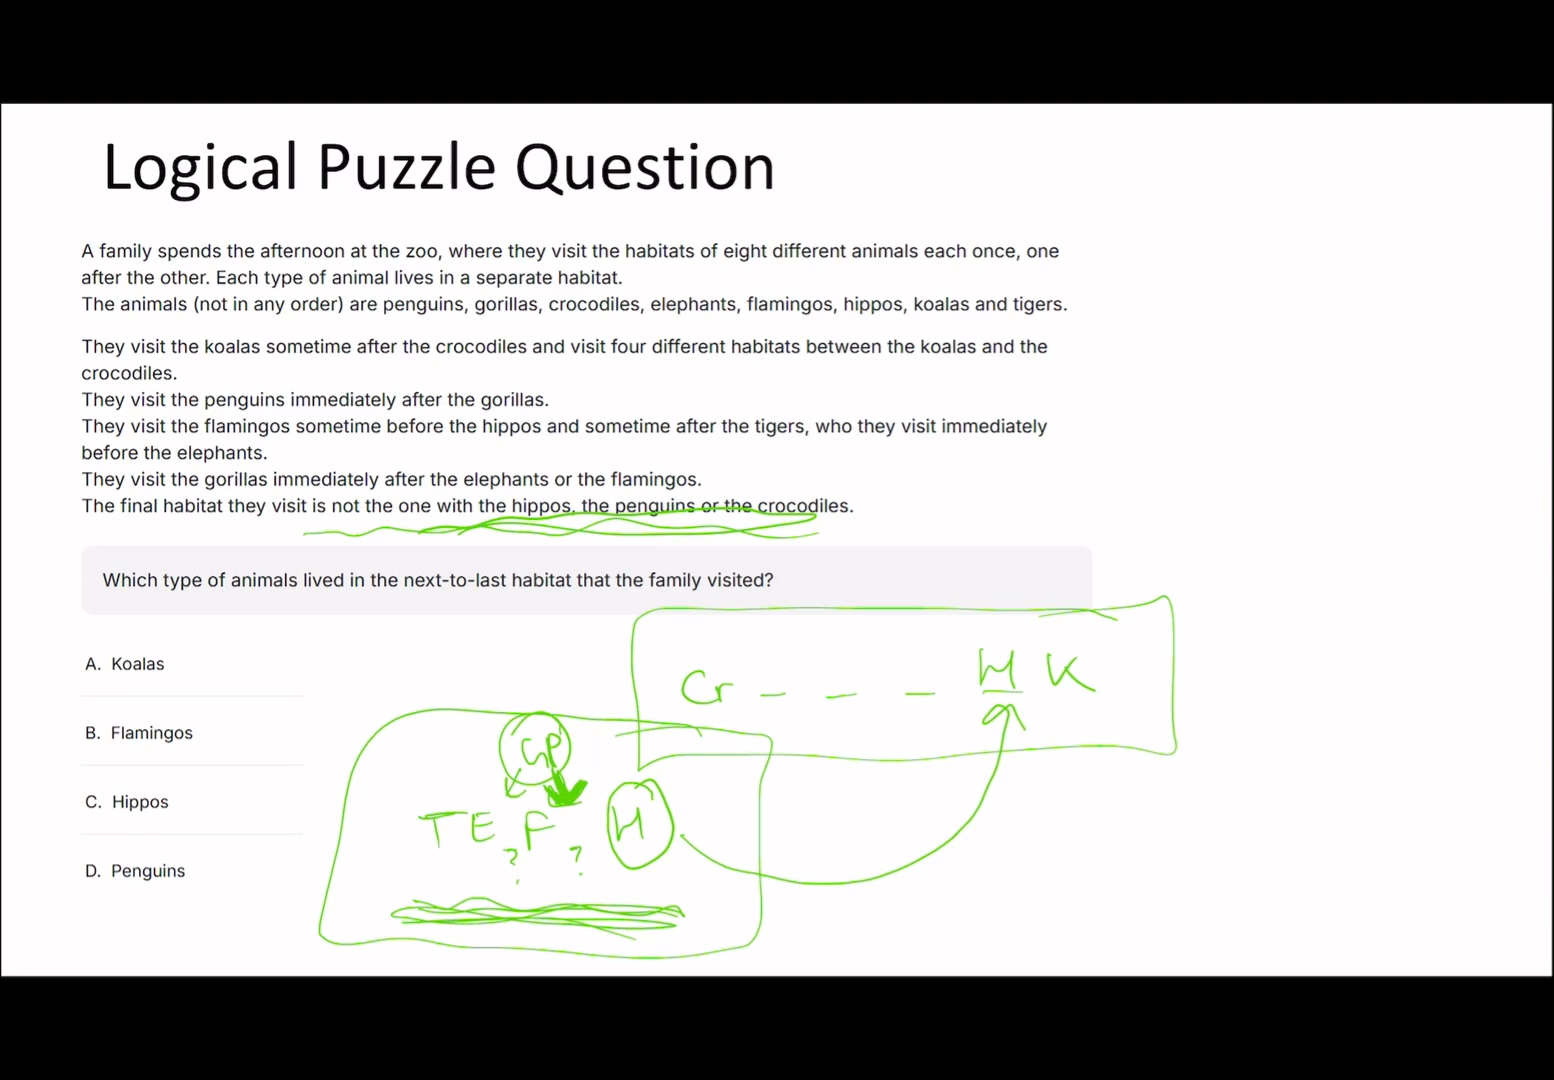 Logical Puzzle Question
A family spends the afternoon at the zoo, where they visit the habitats of eight different animals each once, one
after the other. Each type of animal lives in a separate habitat.
The animals (not in any order) are penguins, gorillas, crocodiles, elephants, flamingos, hippos, koalas and tigers.
They visit the koalas sometime after the crocodiles and visit four different habitats between the koalas and the
crocodiles.
They visit the penguins immediately after the gorillas.
They visit the flamingos sometime before the hippos and sometime after the tigers, who they visit immediately
before the elephants.
They visit the gorillas immediately after the elephants or the flamingos.
The final habitat they visit is not the one with the hippos, the penguins or the crocodiles.
Which type of animals lived in the next-to-last habitat that the family visited?
A. Koalas
B. Flamingos
C. Hippos
D. Penguins
Cr _ _ _ H K
GP
T E F H
? ?